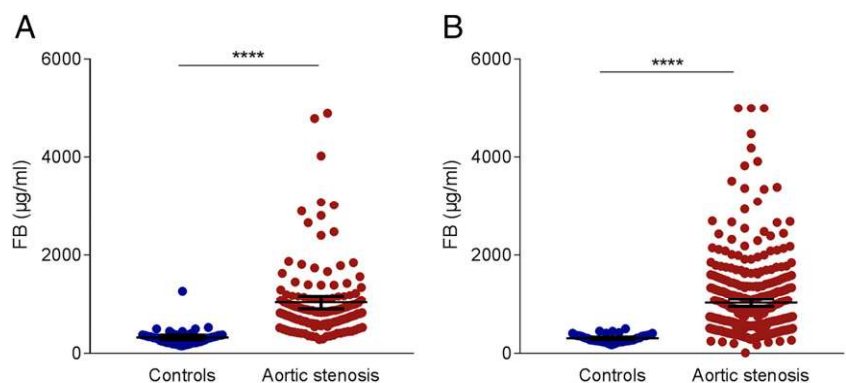 A
B
FB (µg/ml)
6000
4000
2000
0
****
Controls
Aortic stenosis
FB (µg/ml)
6000
4000
2000
0
****
Controls
Aortic stenosis